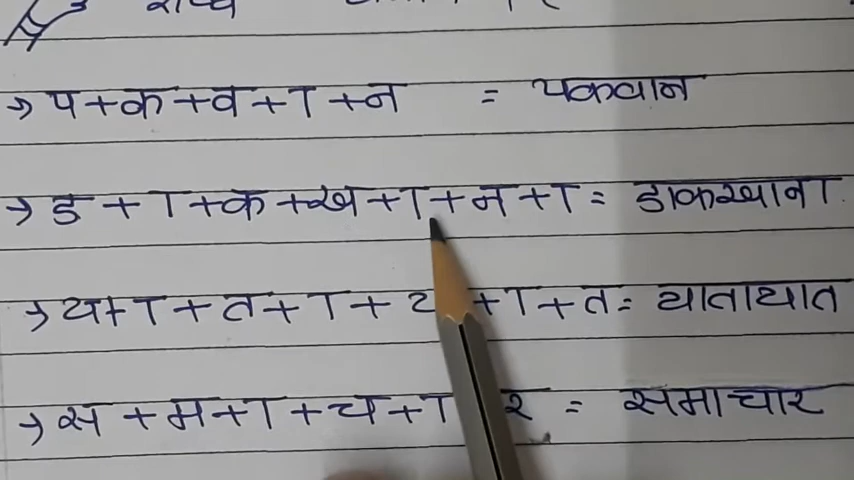 → प + क + व + ा + न = पकवान
→ ड + ा + क + ख + ा + न + ा = डाकखाना
→ य + ा + त + ा + य + ा + त = यातायात
→ स + म + ा + च + ा र = समाचार